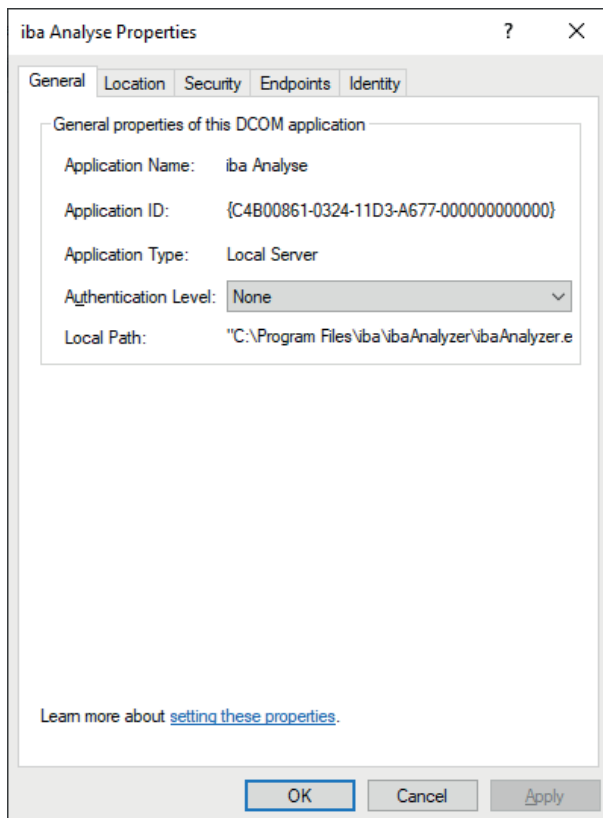 iba Analyse Properties ?
General Location Security Endpoints Identity
General properties of this DCOM application
Application Name: iba Analyse
Application ID: {C4B00861-0324-11D3-A677-000000000000}
Application Type: Local Server
Authentication Level: None
Local Path: "C:\Program Files\iba\ibaAnalyzer\ibaAnalyzer.e
Learn more about setting these properties.
OK Cancel Apply